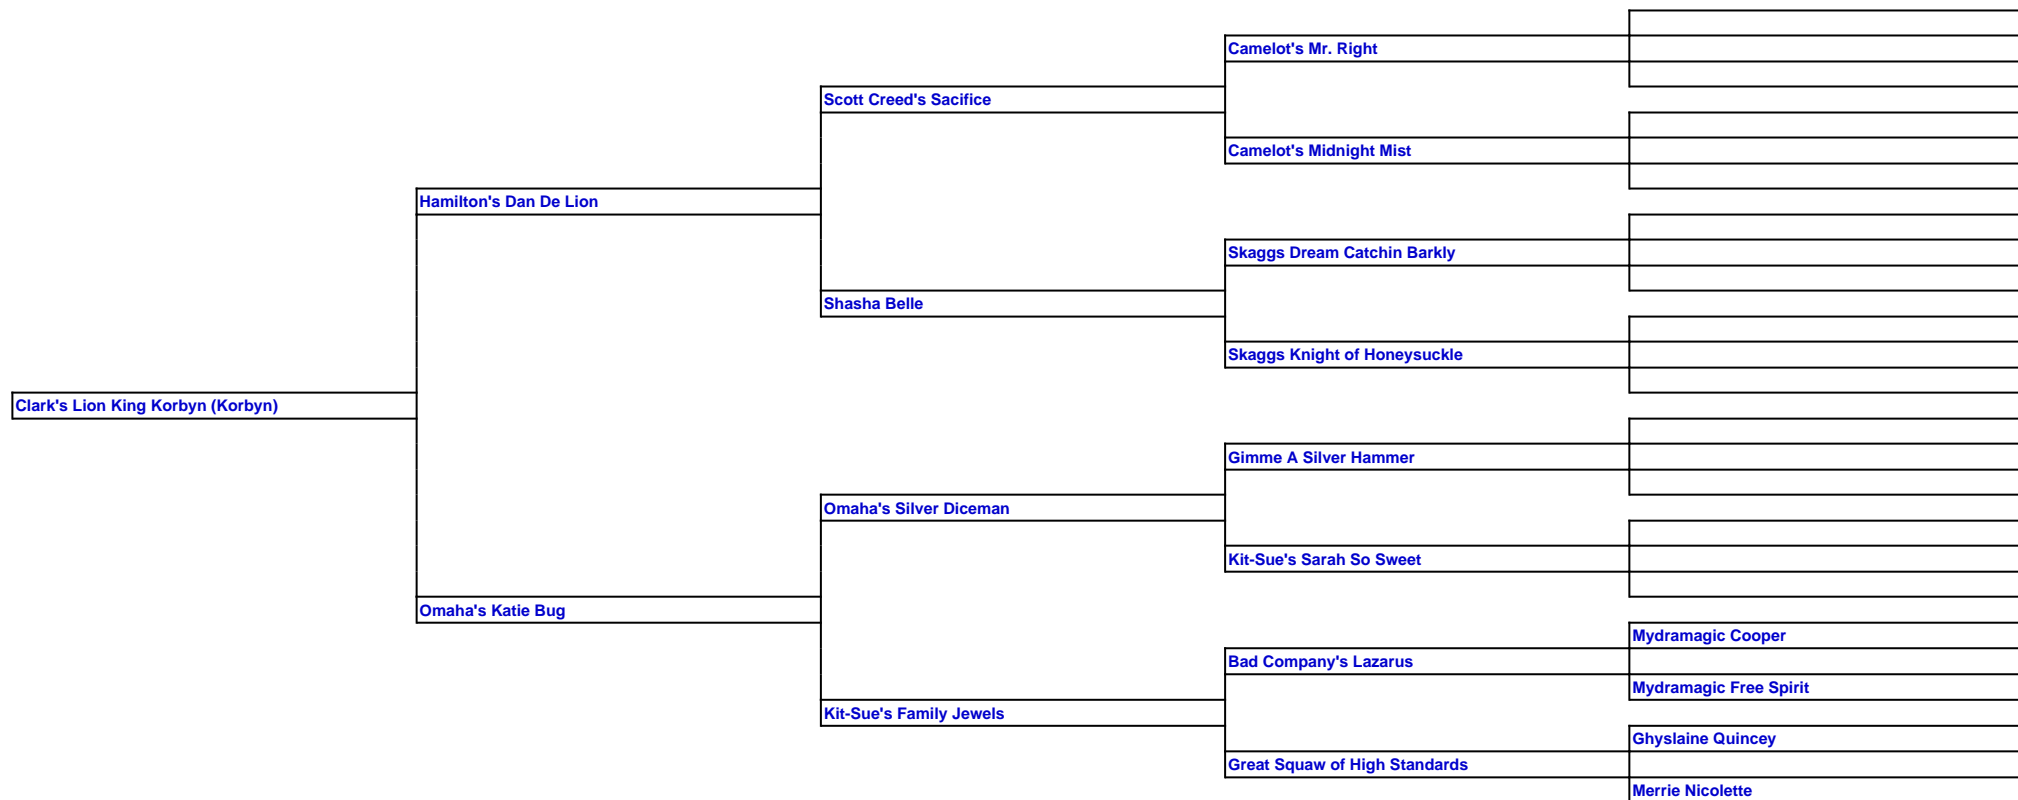 Camelot's Mr. Right
Scott Creed's Sacifice
Camelot's Midnight Mist
Hamilton's Dan De Lion
Skaggs Dream Catchin Barkly
Shasha Belle
Skaggs Knight of Honeysuckle
Clark's Lion King Korbyn (Korbyn)
Gimme A Silver Hammer
Omaha's Silver Diceman
Kit-Sue's Sarah So Sweet
Omaha's Katie Bug
Mydramagic Cooper
Bad Company's Lazarus
Mydramagic Free Spirit
Kit-Sue's Family Jewels
Ghyslaine Quincey
Great Squaw of High Standards
Merrie Nicolette